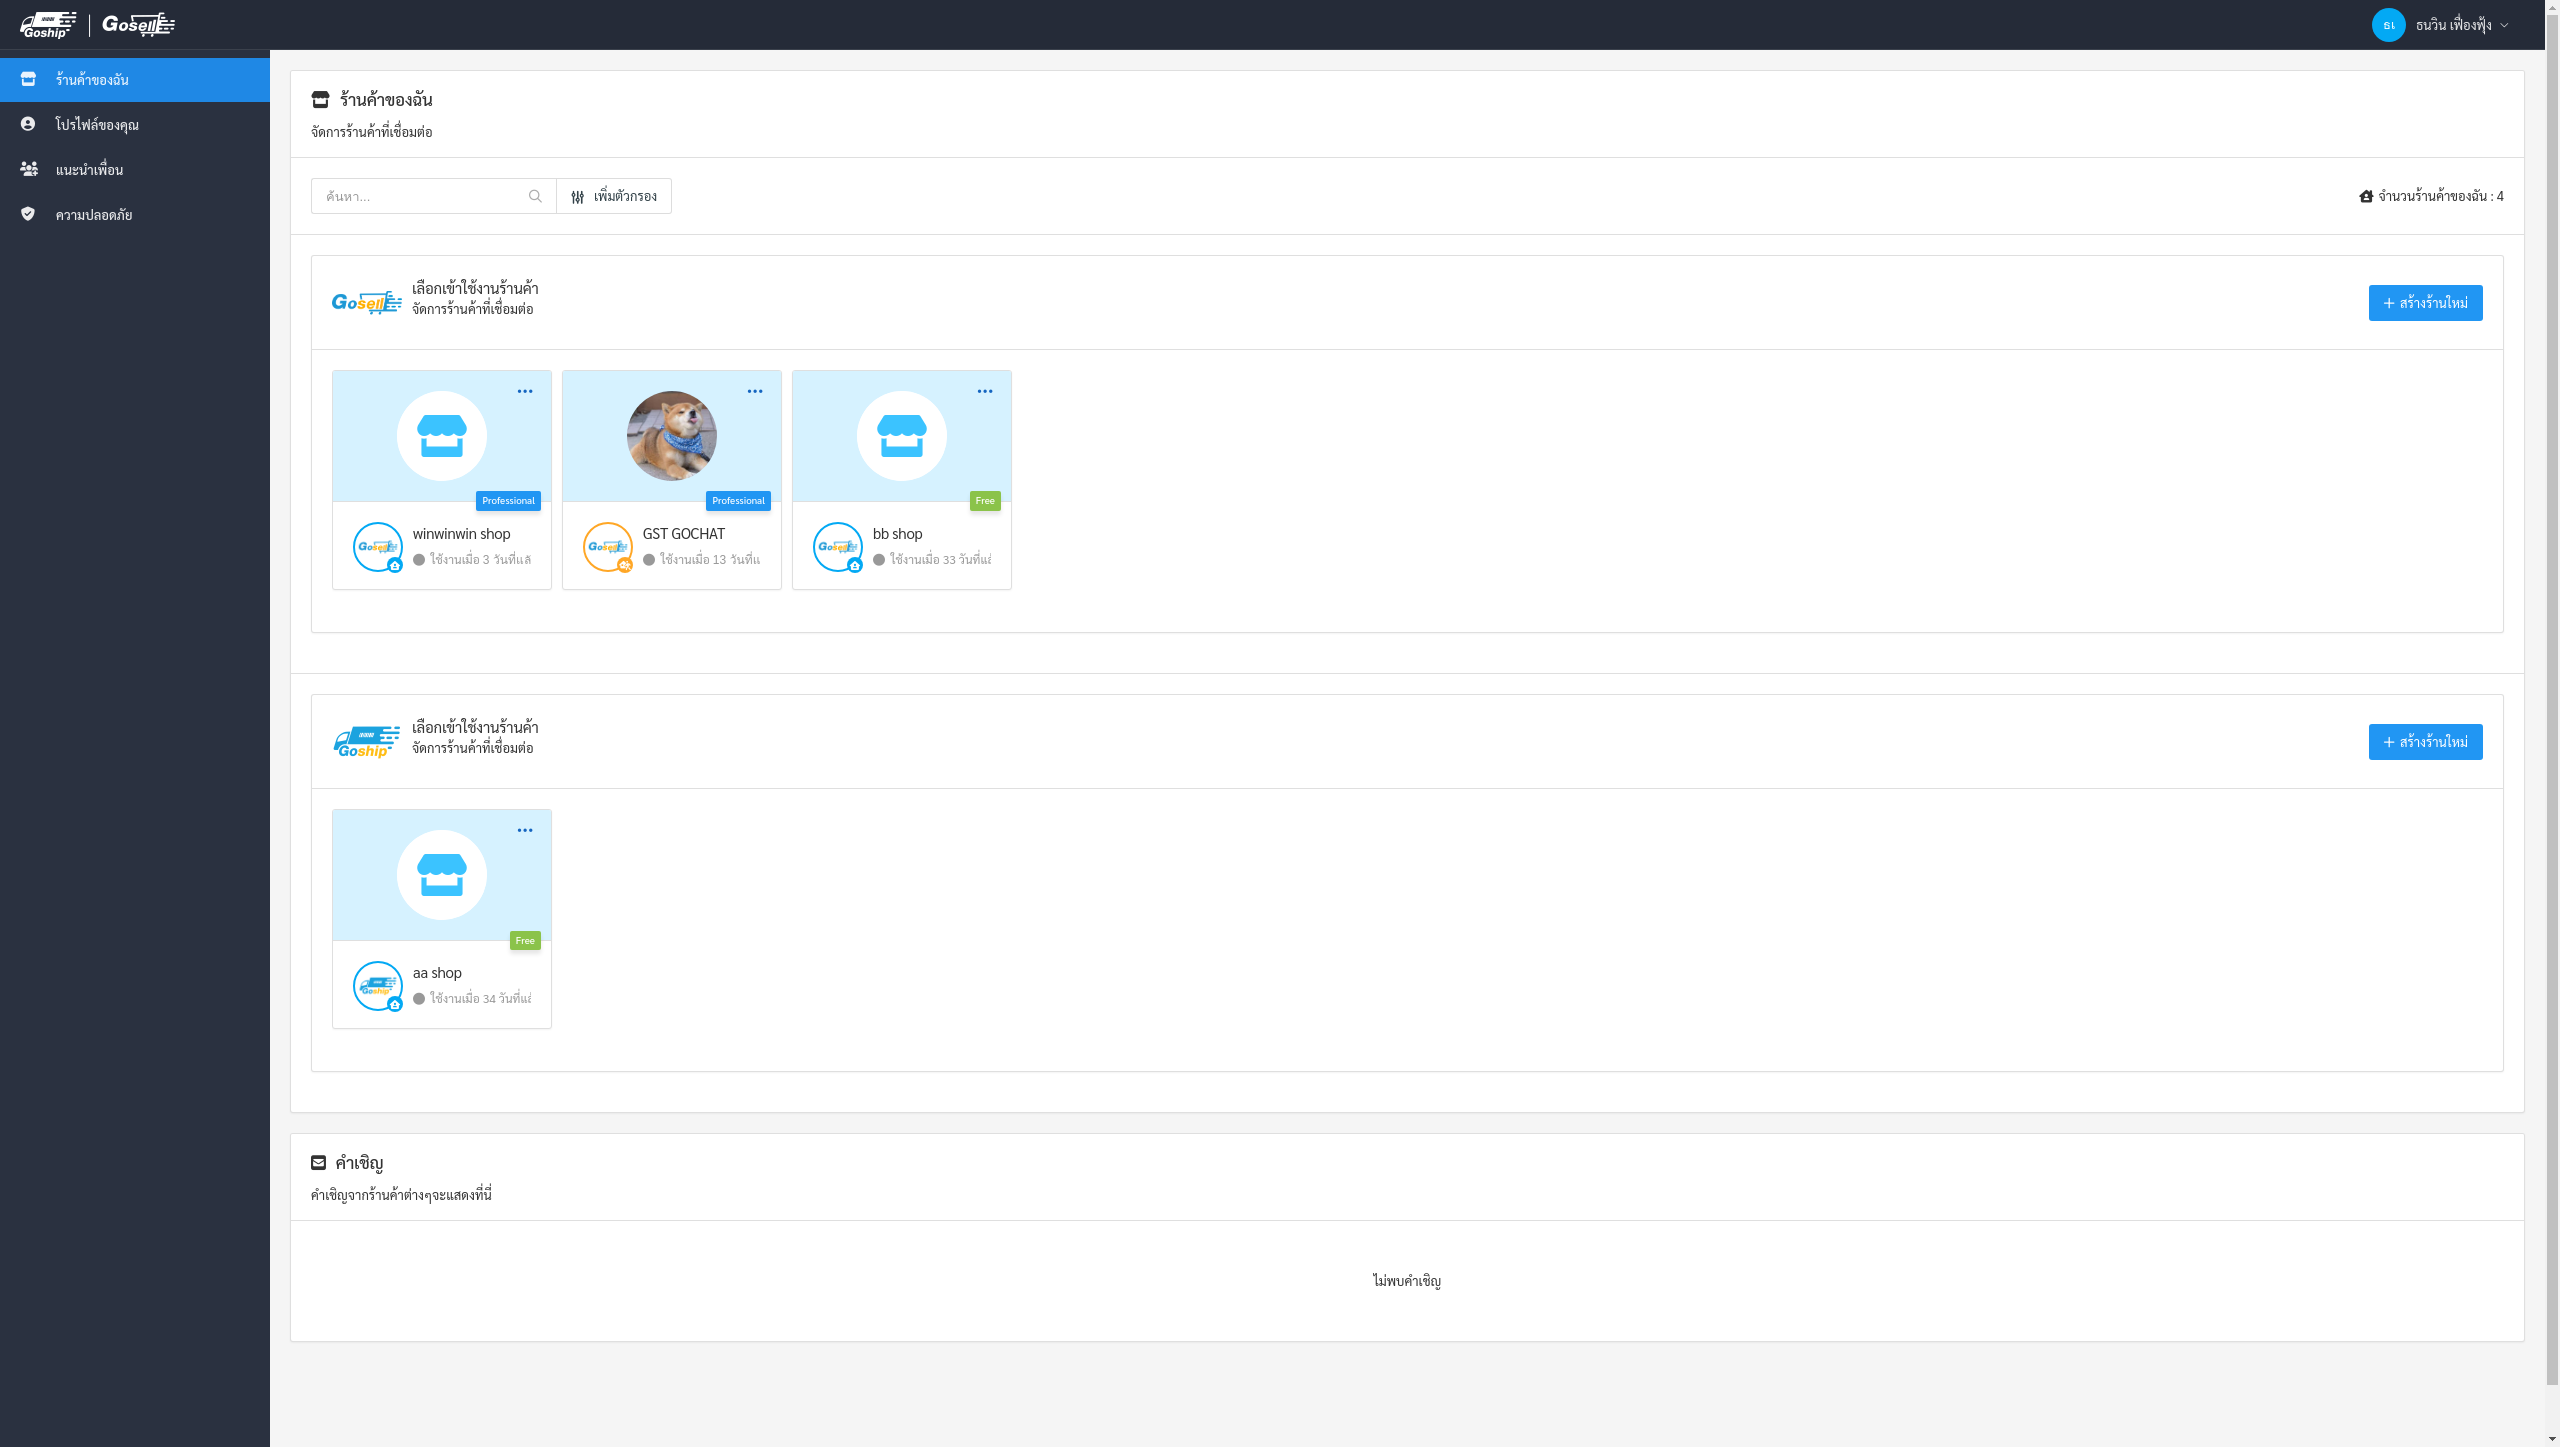 Goship | Gosell
ธเ ธนวิน เฟื่องฟุ้ง
ร้านค้าของฉัน
โปรไฟล์ของคุณ
แนะนำเพื่อน
ความปลอดภัย
ร้านค้าของฉัน
จัดการร้านค้าที่เชื่อมต่อ
ค้นหา...
เพิ่มตัวกรอง
จำนวนร้านค้าของฉัน : 4
Gosell
เลือกเข้าใช้งานร้านค้า
จัดการร้านค้าที่เชื่อมต่อ
สร้างร้านใหม่
Professional
Professional
Free
Gosell
winwinwin shop
ใช้งานเมื่อ 3 วันที่แล้
Gosell
GST GOCHAT
ใช้งานเมื่อ 13 วันที่แ
Gosell
bb shop
ใช้งานเมื่อ 33 วันที่แล้
Goship
เลือกเข้าใช้งานร้านค้า
จัดการร้านค้าที่เชื่อมต่อ
สร้างร้านใหม่
Free
Goship
aa shop
ใช้งานเมื่อ 34 วันที่แล้
คำเชิญ
คำเชิญจากร้านค้าต่างๆจะแสดงที่นี่
ไม่พบคำเชิญ